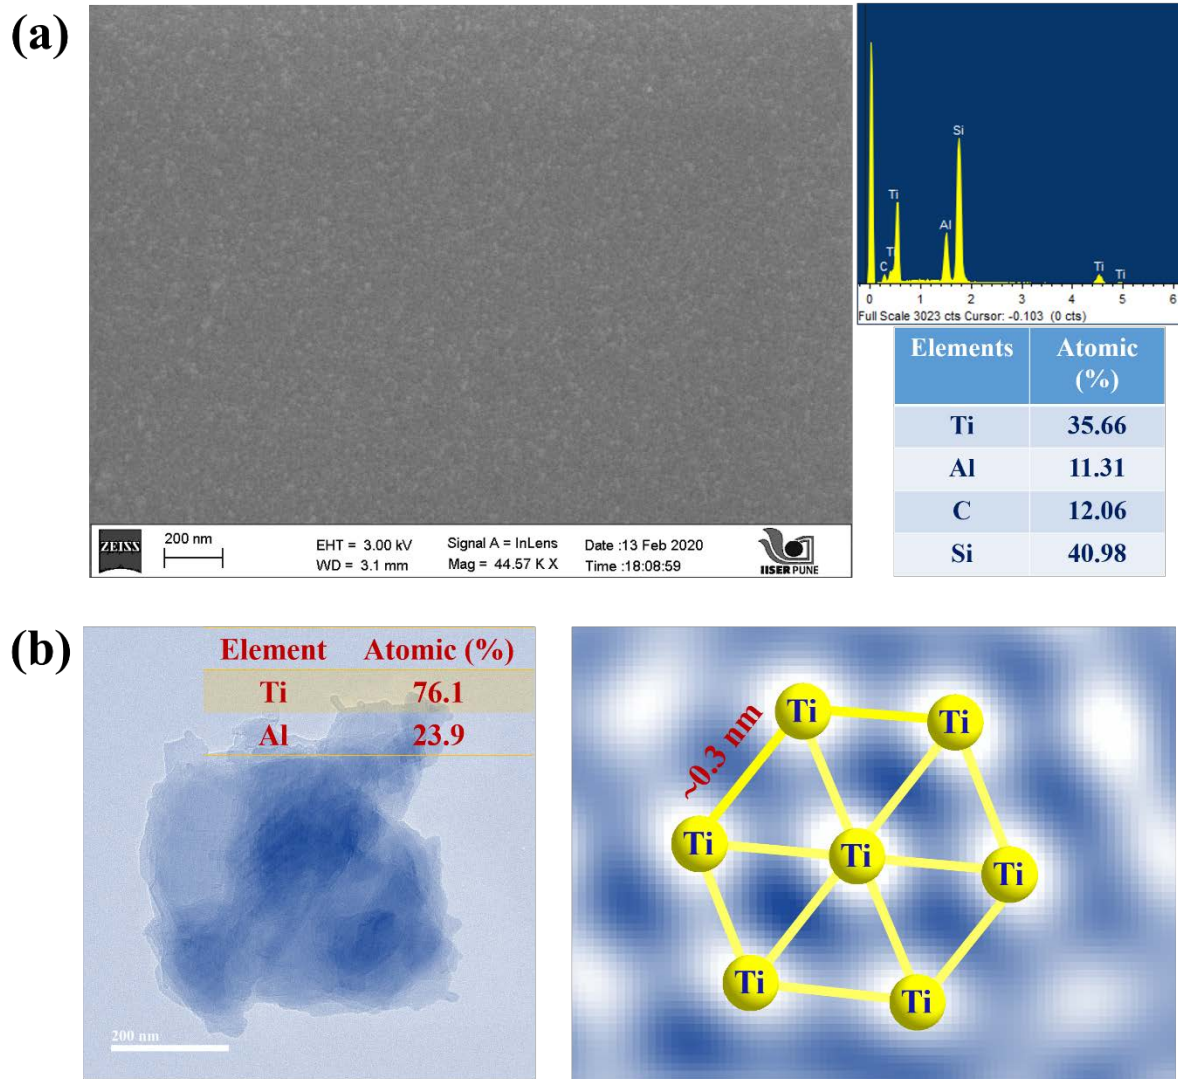 (a)
Si
Ti
Al
Ti
C
Ti
Ti
0 1 2 3 4 5 6
Full Scale 3023 cts Cursor: -0.103 (0 cts)
Elements Atomic (%)
Ti 35.66
Al 11.31
C 12.06
Si 40.98
ZEISS
200 nm
EHT = 3.00 kV Signal A = InLens Date :13 Feb 2020
WD = 3.1 mm Mag = 44.57 K X Time :18:08:59
IISER PUNE
(b)
Element Atomic (%)
Ti 76.1
Al 23.9
200 nm
~0.3 nm
Ti Ti
Ti Ti Ti
Ti Ti